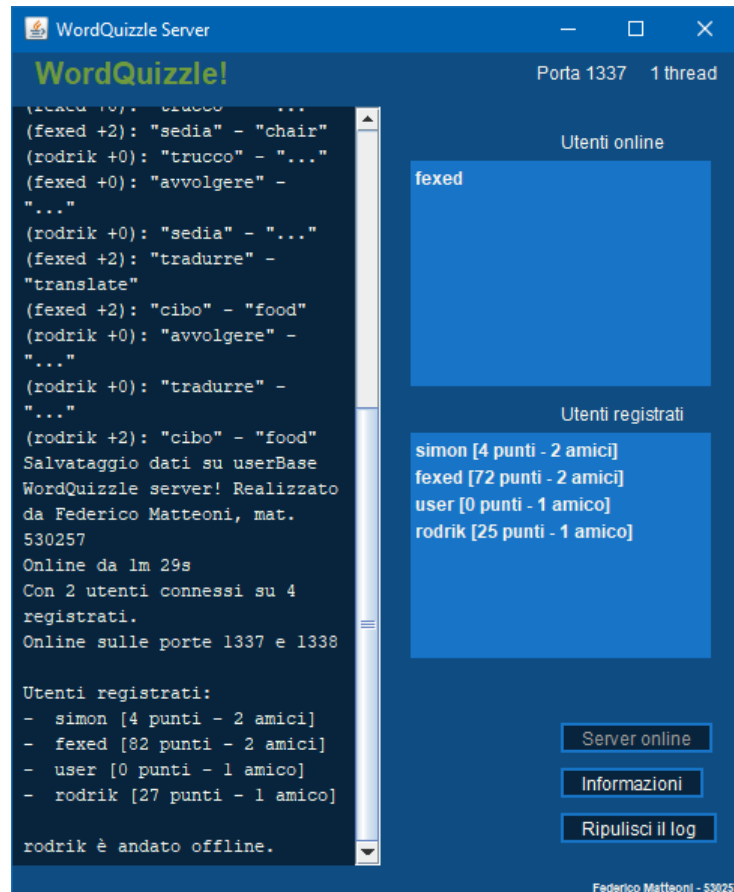 WordQuizzle Server
WordQuizzle!
Porta 1337 1 thread
(fexed +2): "sedia" - "chair"
(rodrik +0): "trucco" - "..."
(fexed +0): "avvolgere" -
"..."
(rodrik +0): "sedia" - "..."
(fexed +2): "tradurre" -
"translate"
(fexed +2): "cibo" - "food"
(rodrik +0): "avvolgere" -
"..."
(rodrik +0): "tradurre" -
"..."
(rodrik +2): "cibo" - "food"
Salvataggio dati su userBase
WordQuizzle server! Realizzato
da Federico Matteoni, mat.
530257
Online da 1m 29s
Con 2 utenti connessi su 4
registrati.
Online sulle porte 1337 e 1338
Utenti registrati:
- simon [4 punti - 2 amici]
- fexed [82 punti - 2 amici]
- user [0 punti - 1 amico]
- rodrik [27 punti - 1 amico]
rodrik è andato offline.
Utenti online
fexed
Utenti registrati
simon [4 punti - 2 amici]
fexed [72 punti - 2 amici]
user [0 punti - 1 amico]
rodrik [25 punti - 1 amico]
Server online
Informazioni
Ripulisci il log
Federico Matteoni - 53025